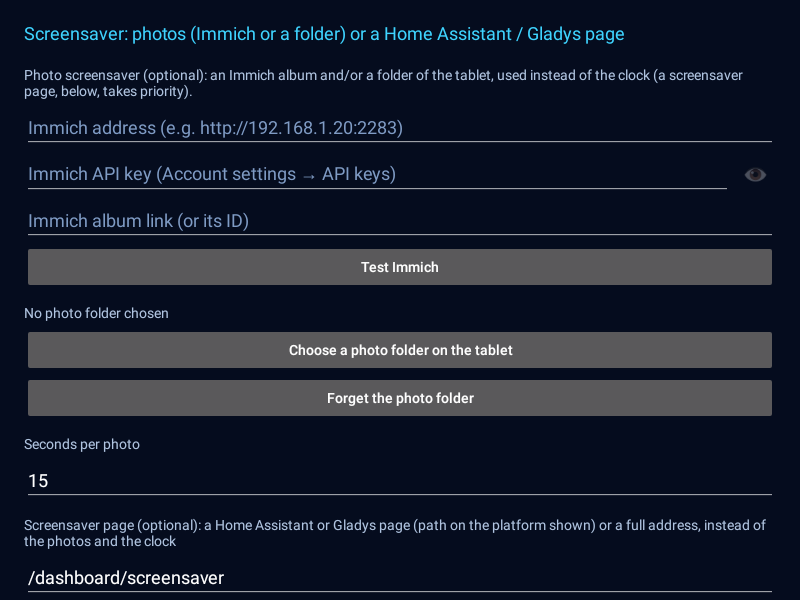 Screensaver: photos (Immich or a folder) or a Home Assistant / Gladys page
Photo screensaver (optional): an Immich album and/or a folder of the tablet, used instead of the clock (a screensaver
page, below, takes priority).
Immich address (e.g. http://192.168.1.20:2283)
Immich API key (Account settings → API keys)
Immich album link (or its ID)
Test Immich
No photo folder chosen
Choose a photo folder on the tablet
Forget the photo folder
Seconds per photo
15
Screensaver page (optional): a Home Assistant or Gladys page (path on the platform shown) or a full address, instead of
the photos and the clock
/dashboard/screensaver